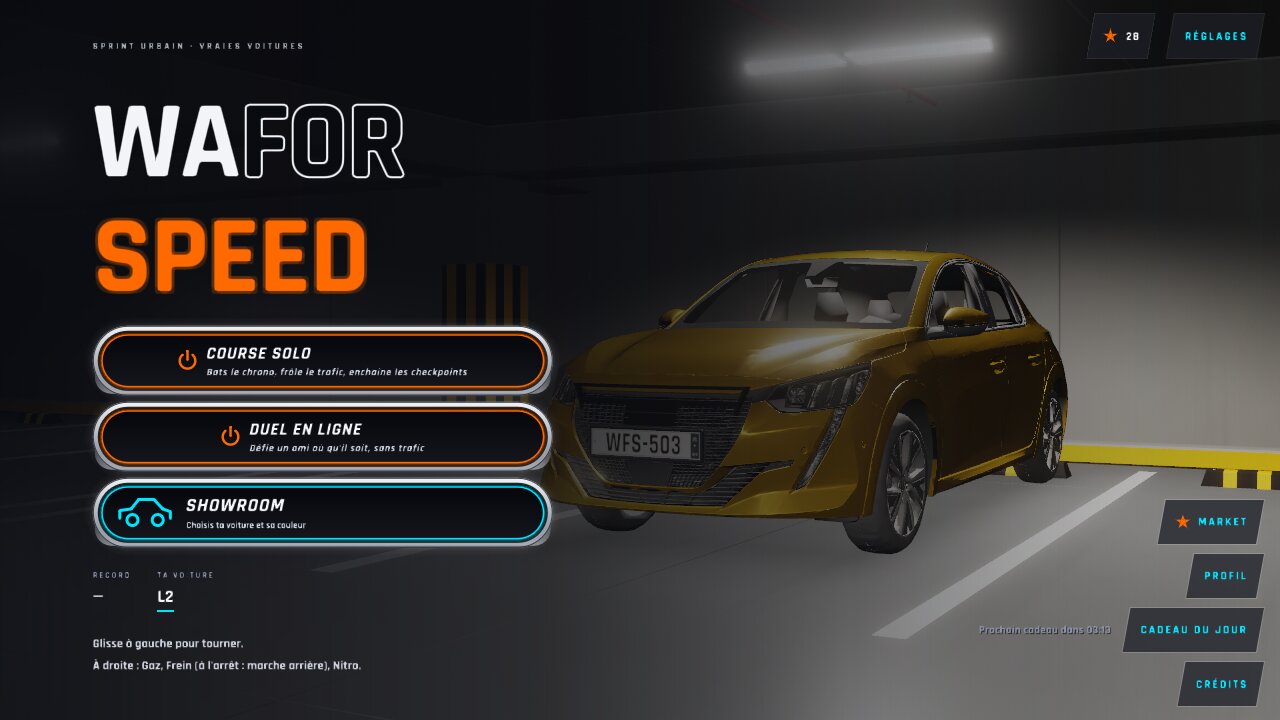 SPRINT URBAIN · VRAIES VOITURES
28
RÉGLAGES
WAFOR
SPEED
COURSE SOLO
Bats le chrono, frôle le trafic, enchaîne les checkpoints
DUEL EN LIGNE
Défie un ami où qu'il soit, sans trafic
SHOWROOM
Choisis ta voiture et sa couleur
WFS-503
RECORD
TA VOITURE
—
L2
Glisse à gauche pour tourner.
À droite : Gaz, Frein (à l'arrêt : marche arrière), Nitro.
MARKET
PROFIL
Prochain cadeau dans 03:13
CADEAU DU JOUR
CRÉDITS